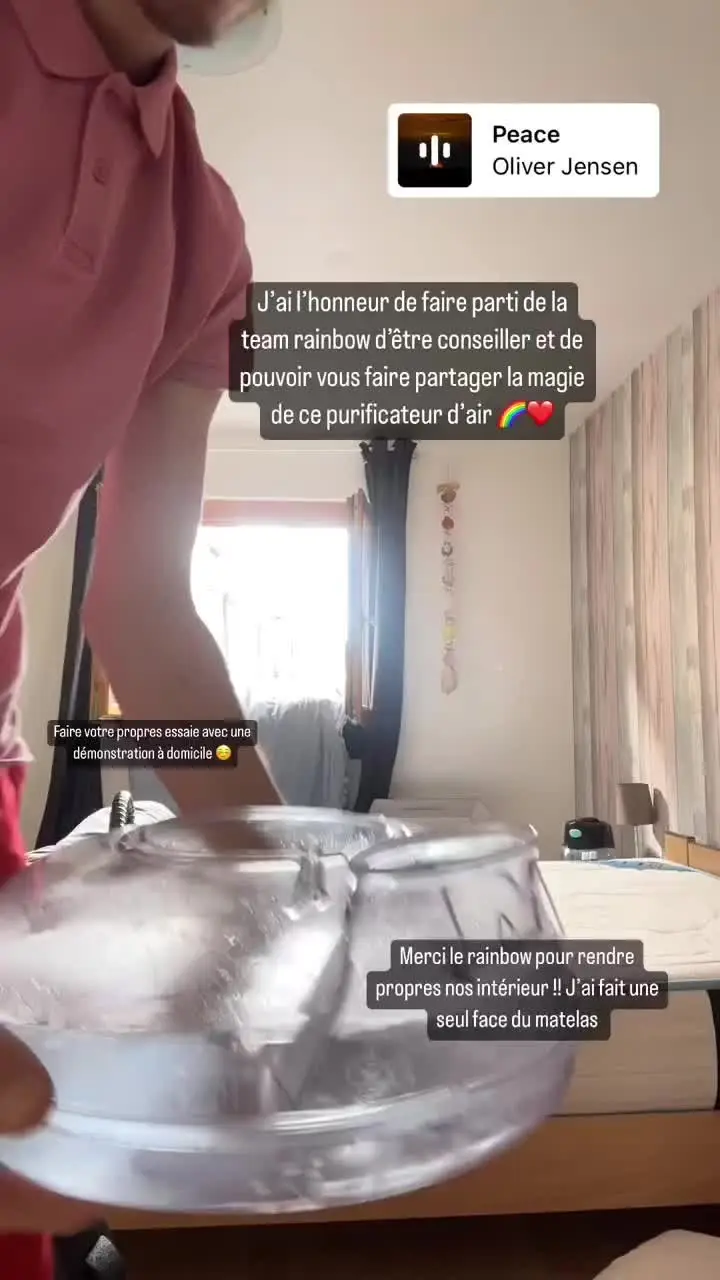 Peace
Oliver Jensen
J’ai l’honneur de faire parti de la
team rainbow d’être conseiller et de
pouvoir vous faire partager la magie
de ce purificateur d’air 🌈❤️
Faire votre propres essaie avec une
démonstration à domicile ☺️
Merci le rainbow pour rendre
propres nos intérieur !! J’ai fait une
seul face du matelas